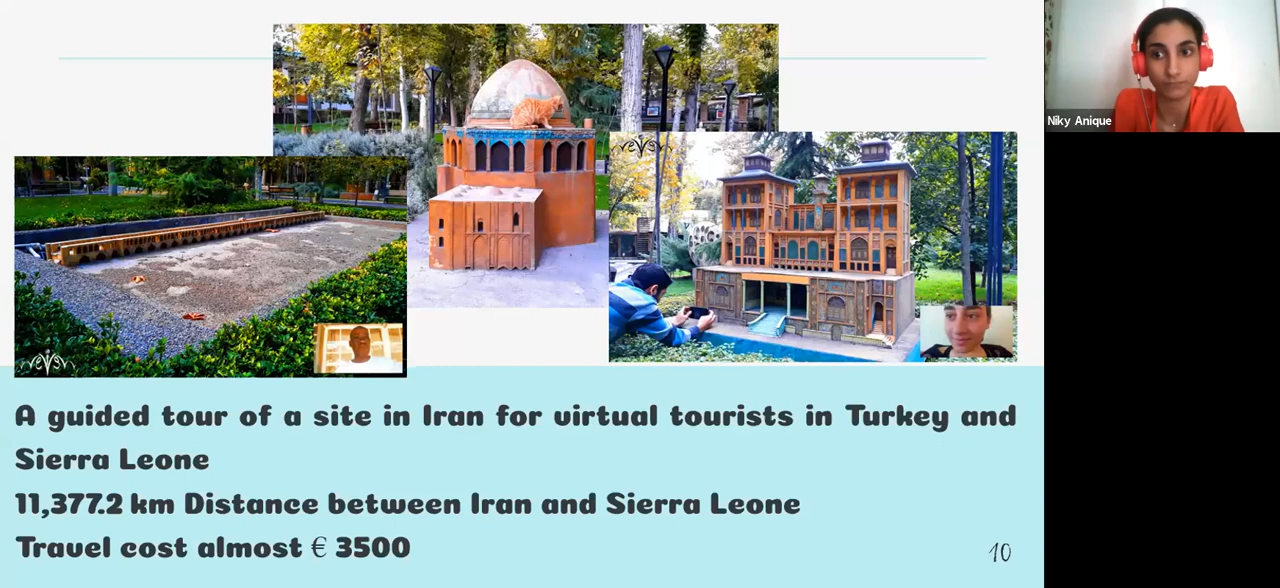 Niky Anique
A guided tour of a site in Iran for virtual tourists in Turkey and
Sierra Leone
11,377.2 km Distance between Iran and Sierra Leone
Travel cost almost € 3500
10